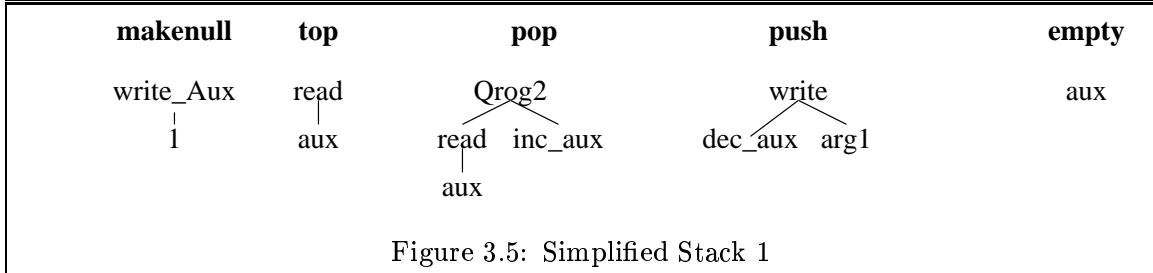 makenull top pop push empty
write_Aux read Qrog2 write aux
1 aux read inc_aux dec_aux arg1
aux
Figure 3.5: Simplified Stack 1